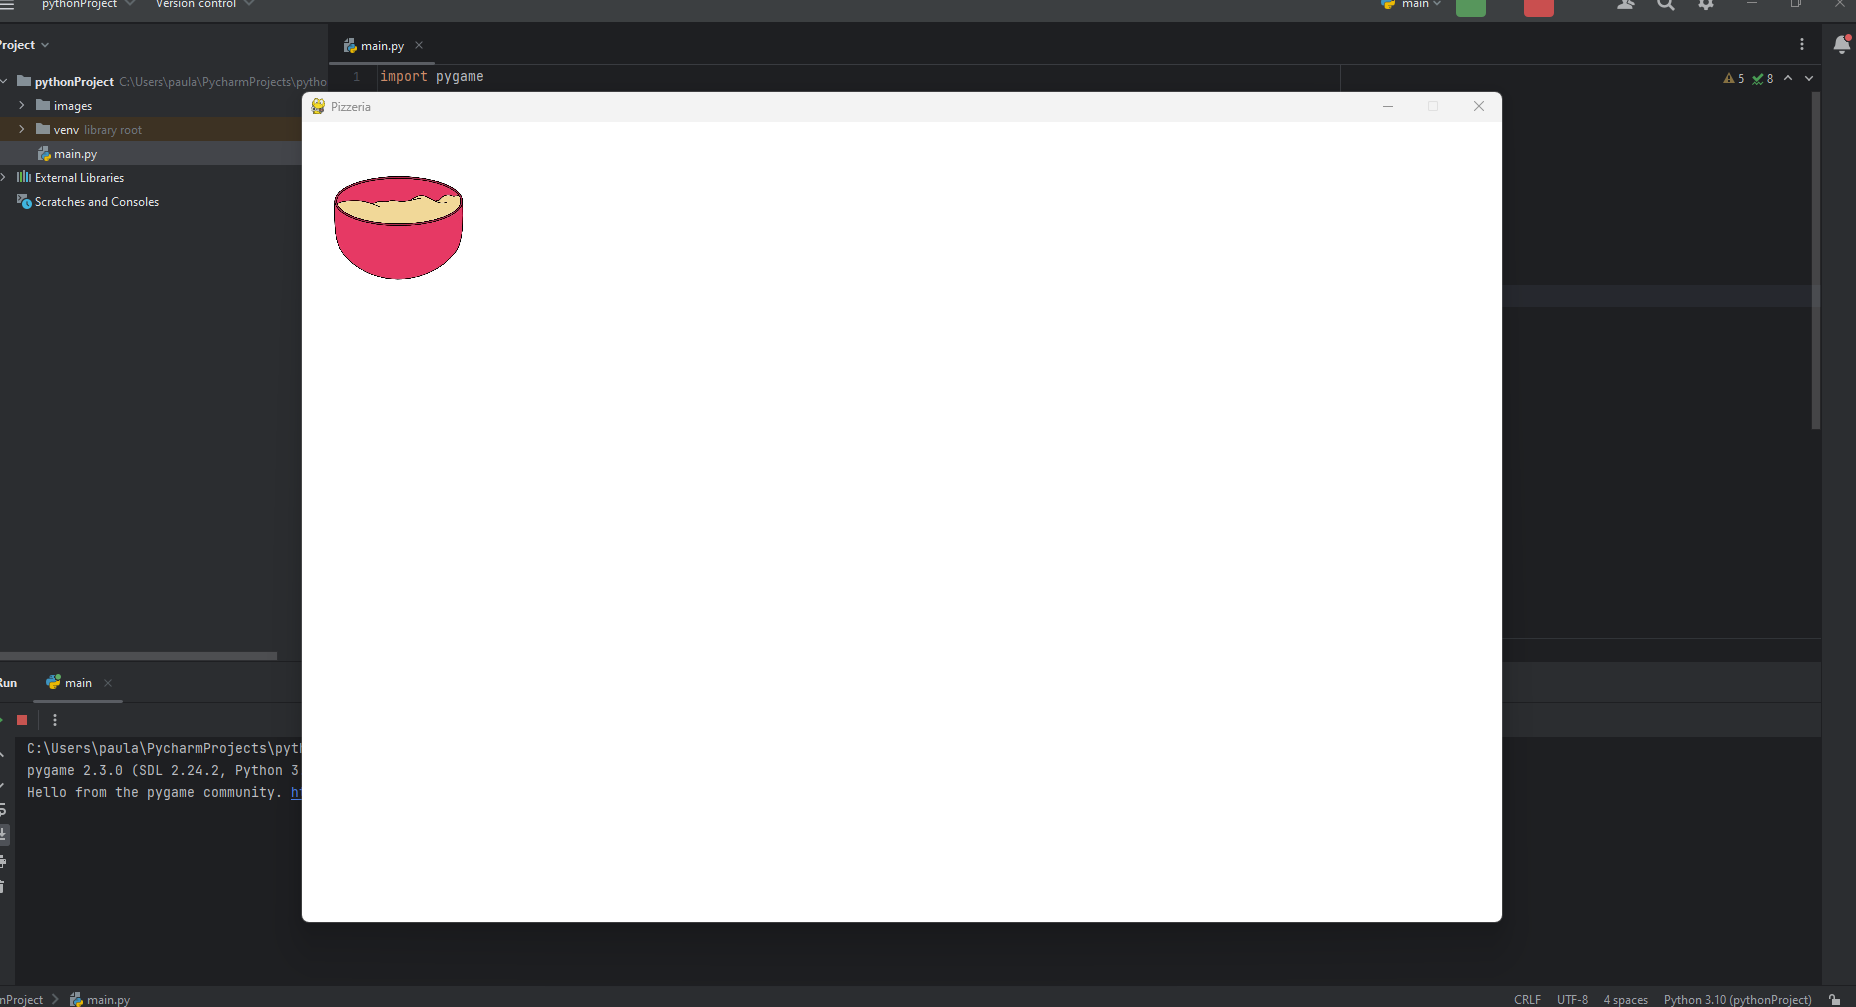 pythonProject Version control main
Project
main.py
pythonProject C:\Users\paula\PycharmProjects\pytho
images
venv library root
main.py
External Libraries
Scratches and Consoles
1 import pygame
5 8
Pizzeria
Run main
C:\Users\paula\PycharmProjects\pyth
pygame 2.3.0 (SDL 2.24.2, Python 3
Hello from the pygame community. ht
nProject main.py CRLF UTF-8 4 spaces Python 3.10 (pythonProject)